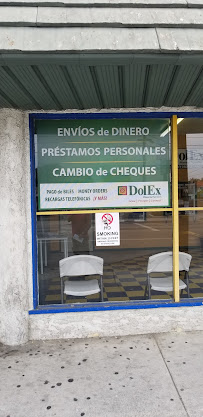 ENVÍOS de DINERO
PRÉSTAMOS PERSONALES
CAMBIO de CHEQUES
PAGO de BILES MONEY ORDERS
RECARGAS TELEFÓNICAS ¡Y MÁS!
DolEx
NO
SMOKING